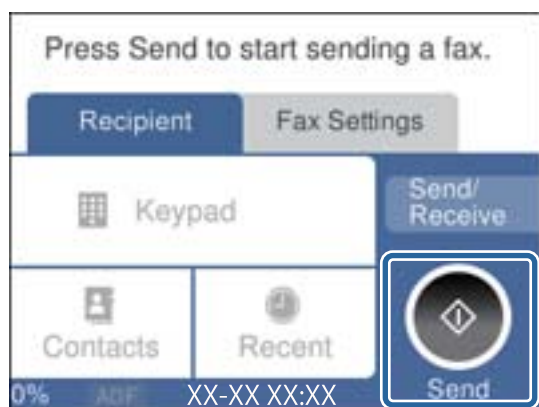 Press Send to start sending a fax.
Recipient
Fax Settings
Keypad
Send/
Receive
Contacts
Recent
Send
0%
ADF
XX-XX XX:XX